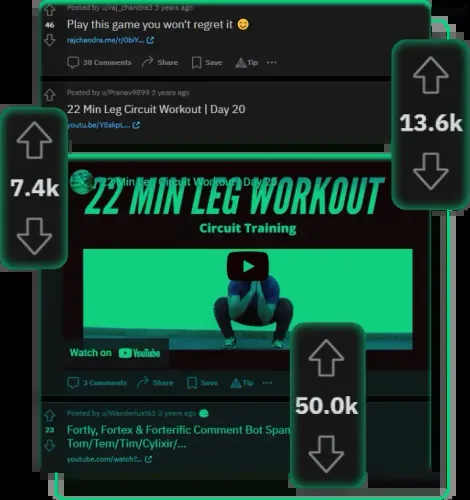 Posted by u/raj_chandra3 3 years ago
46
Play this game you won't regret it 😊
rajchandra.me/r/0biY...
38 Comments Share Save Tip ...
Posted by u/Pranav9899 3 years ago
22 Min Leg Circuit Workout | Day 20
youtu.be/Y8skpL...
13.6k
7.4k
22 Min Leg Circuit Workout | Day 20
22 MIN LEG WORKOUT
Circuit Training
Watch on YouTube
3 Comments Share Save Tip ...
50.0k
Posted by u/Wanderlust61 3 years ago
23
Fortly, Fortex & Forterific Comment Bot Span
Tom/Tem/Tim/Cylixir/...
youtube.com/watch?...